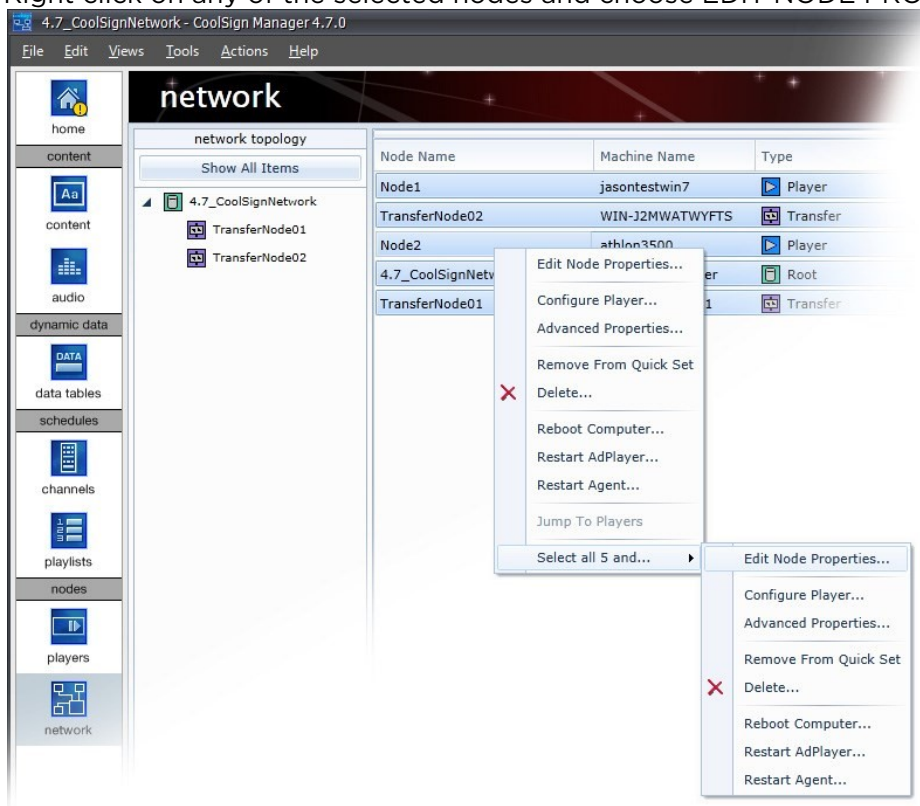 Right click on any of the selected nodes and choose EDIT NODE
4.7_CoolSignNetwork - CoolSign Manager 4.7.0
File Edit Views Tools Actions Help
home
content
content
audio
dynamic data
data tables
schedules
channels
playlists
nodes
players
network
network
network topology
Show All Items
4.7_CoolSignNetwork
TransferNode01
TransferNode02
Node Name Machine Name Type
Node1 jasontestwin7 Player
TransferNode02 WIN-J2MWATWYFTS Transfer
Node2 athlon3500 Player
4.7_CoolSignNetw er Root
TransferNode01 1 Transfer
Edit Node Properties...
Configure Player...
Advanced Properties...
Remove From Quick Set
Delete...
Reboot Computer...
Restart AdPlayer...
Restart Agent...
Jump To Players
Select all 5 and...
Edit Node Properties...
Configure Player...
Advanced Properties...
Remove From Quick Set
Delete...
Reboot Computer...
Restart AdPlayer...
Restart Agent...